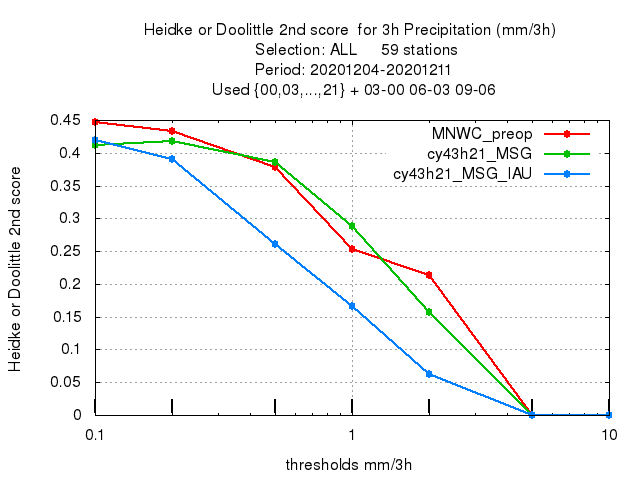 Heidke or Doolittle 2nd score  for 3h Precipitation (mm/3h)
Selection: ALL     59 stations
Period: 20201204-20201211
Used {00,03,...,21} + 03-00 06-03 09-06
MNWC_preop
cy43h21_MSG
cy43h21_MSG_IAU
0.45
0.4
0.35
0.3
0.25
0.2
0.15
0.1
0.05
0
Heidke or Doolittle 2nd score
0.1 1 10
thresholds mm/3h